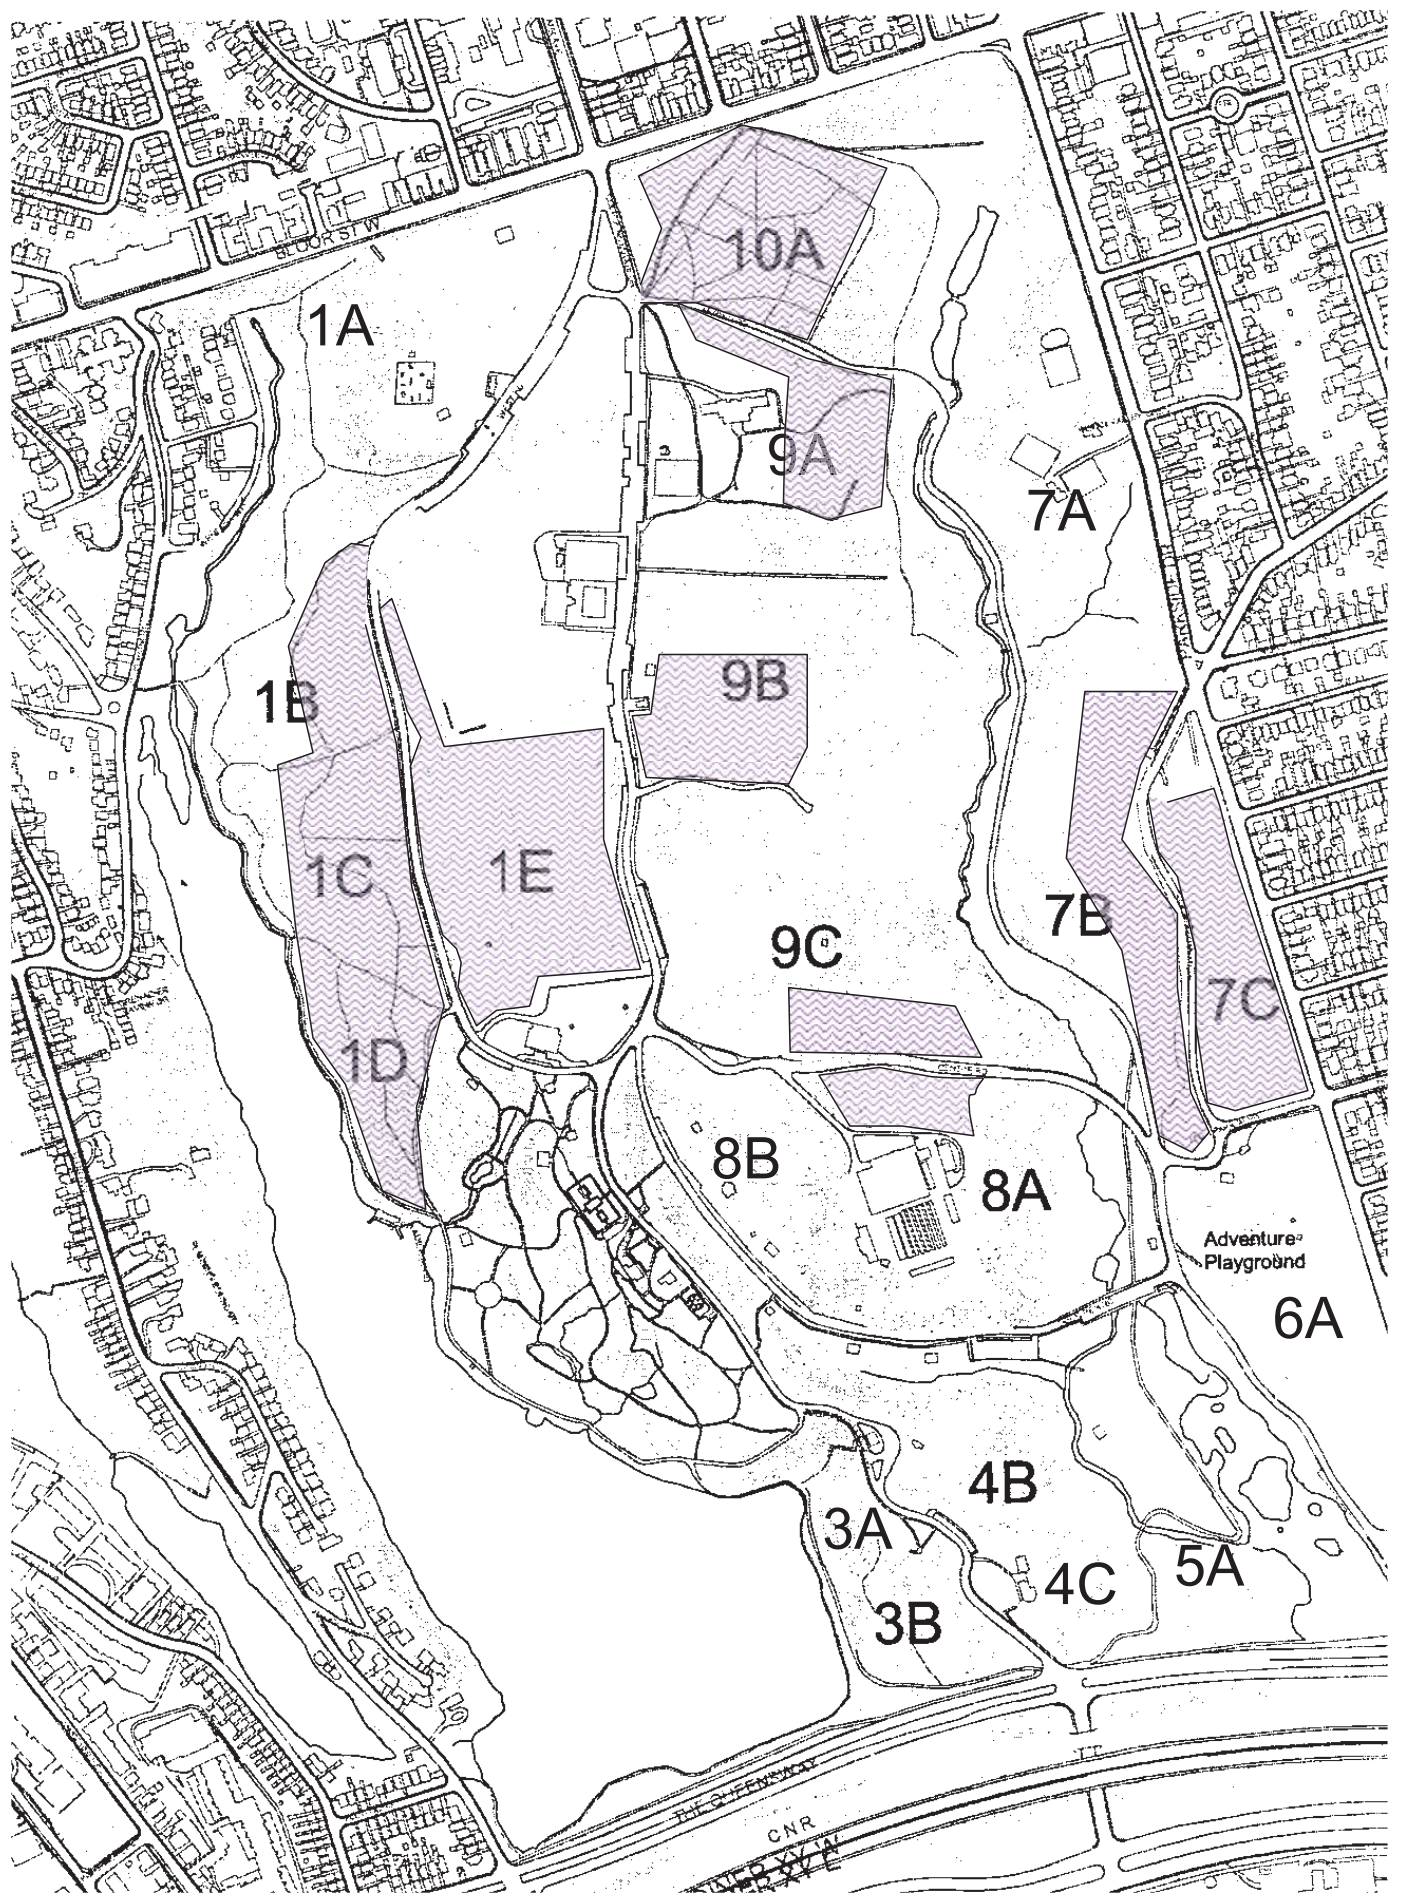 BLOOR ST W
10A
1A
9A
7A
9B
1B
1C
1E
7B
9C
7C
1D
8B
8A
Adventure
Playground
6A
4B
3A
5A
4C
3B
THE QUEENSWAY
CNR